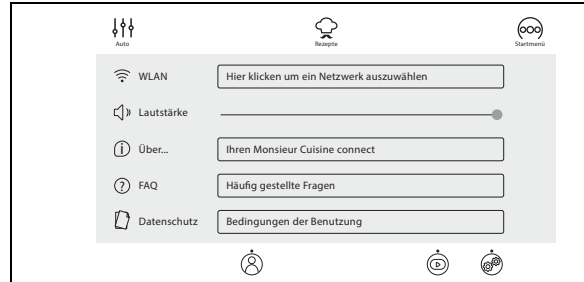 Auto
Rezepte
Startmenü
WLAN
Hier klicken um ein Netzwerk auszuwählen
Lautstärke
Über...
Ihren Monsieur Cuisine connect
FAQ
Häufig gestellte Fragen
Datenschutz
Bedingungen der Benutzung